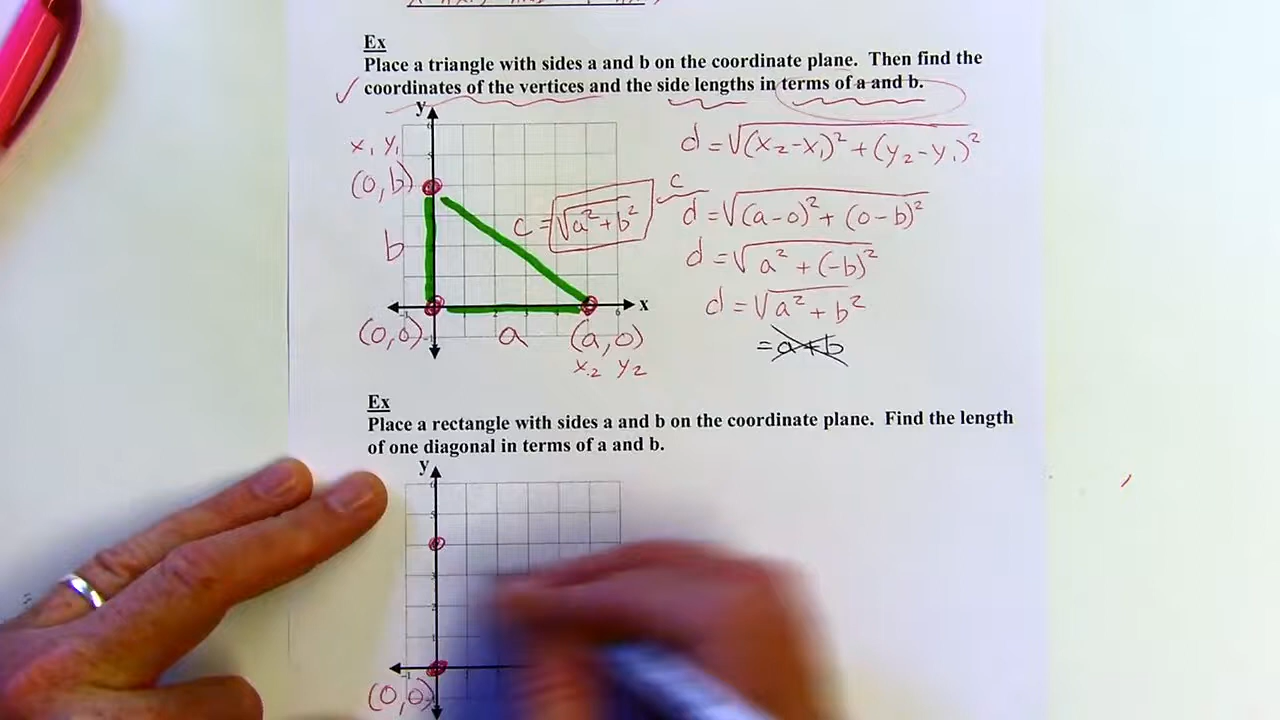 Ex
Place a triangle with sides a and b on the coordinate plane. Then find the
coordinates of the vertices and the side lengths in terms of a and b.
y
x₁ y₁
(0,b)
b
(0,0)
a
(a,0)
x₂ y₂
x
c = √a²+b²
d = √(x₂-x₁)²+(y₂-y₁)²
c
d = √(a-0)²+(0-b)²
d = √a²+(-b)²
d = √a²+b²
= a+b
Ex
Place a rectangle with sides a and b on the coordinate plane. Find the length
of one diagonal in terms of a and b.
y
(0,0)